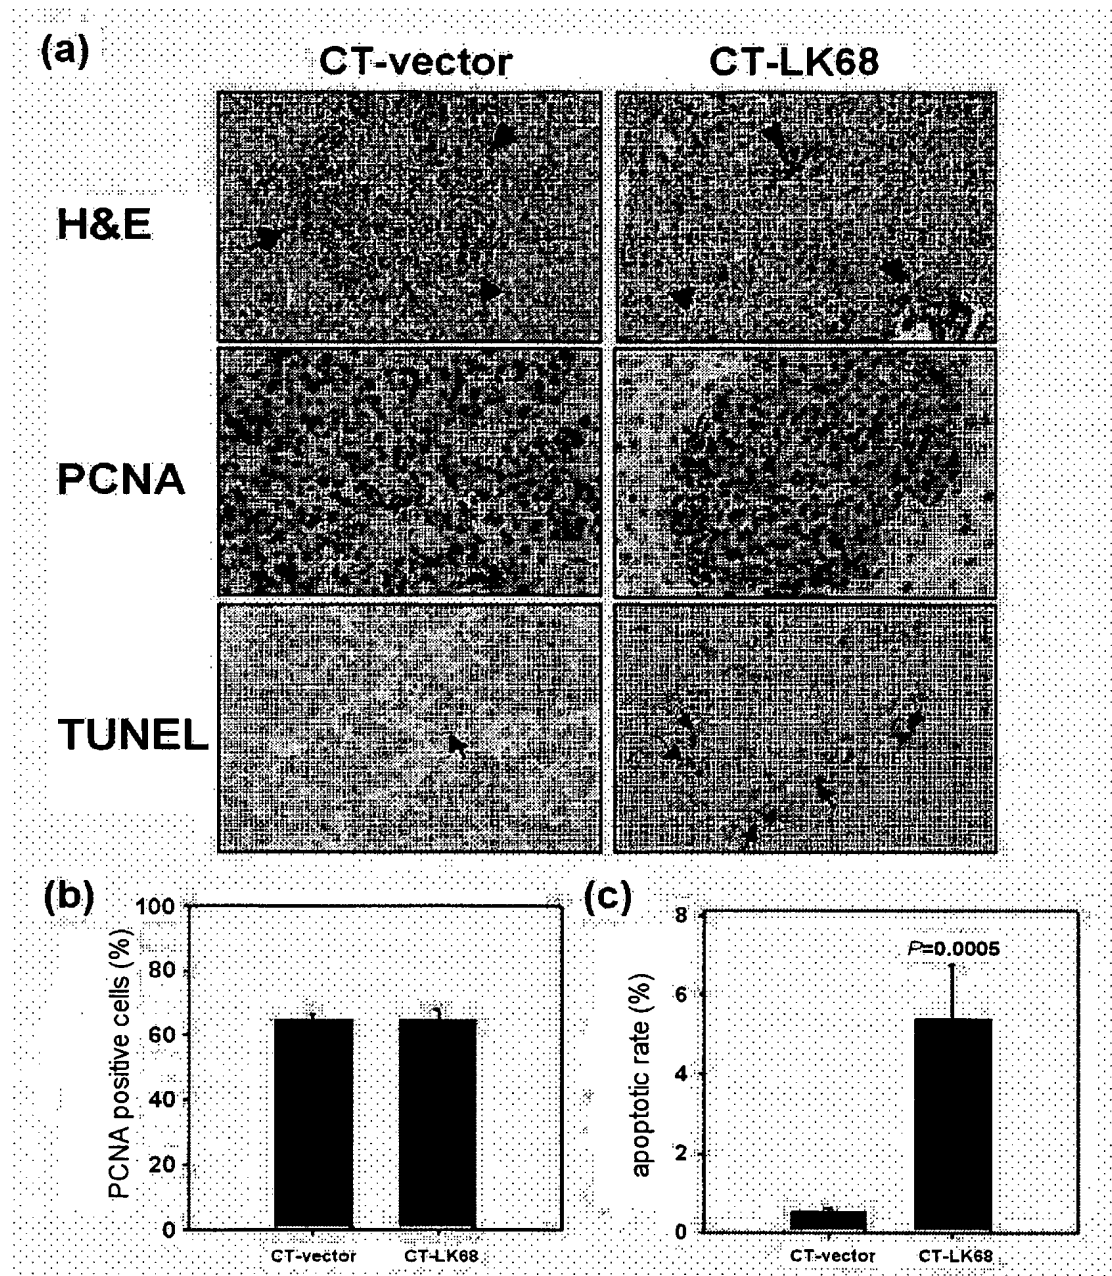 (a)
CT-vector CT-LK68
H&E
PCNA
TUNEL
(b)
100
80
60
40
20
0
PCNA positive cells (%)
CT-vector CT-LK68
(c)
8
6
4
2
0
apoptotic rate (%)
P=0.0005
CT-vector CT-LK68